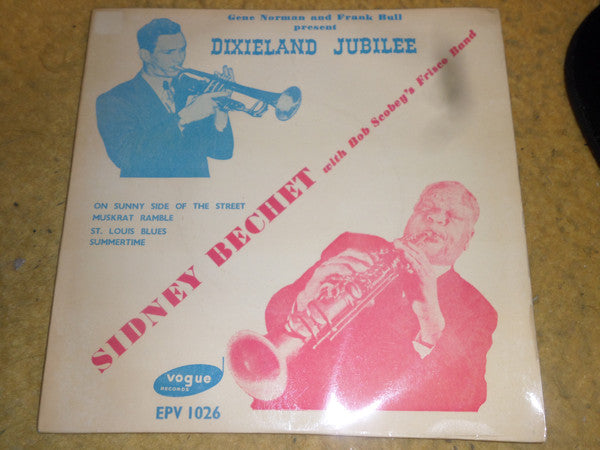 Gene Norman and Frank Bull
present
DIXIELAND JUBILEE
SIDNEY BECHET with Bob Scobey's Frisco Band
ON SUNNY SIDE OF THE STREET
MUSKRAT RAMBLE
ST. LOUIS BLUES
SUMMERTIME
vogue
RECORDS
EPV 1026